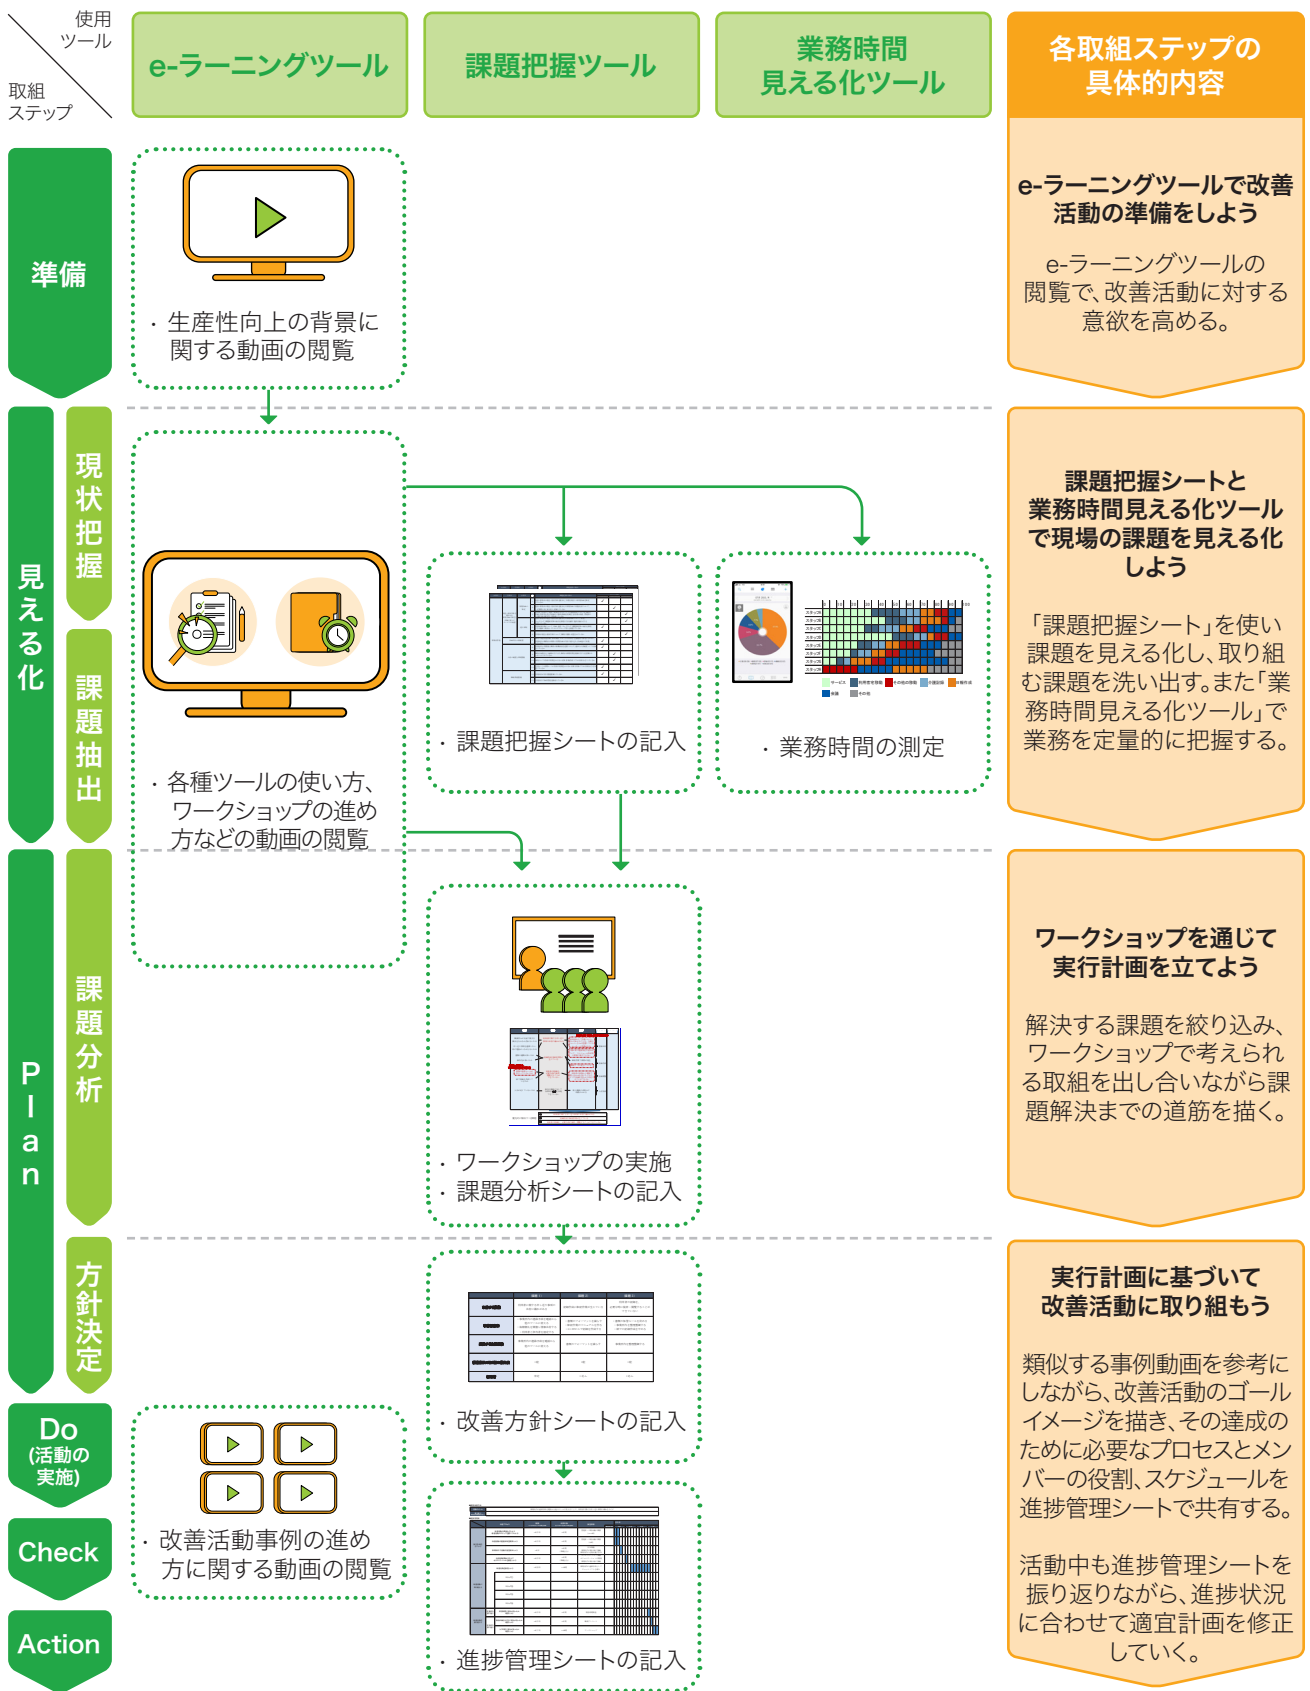 使用
ツール
取組
ステップ
e-ラーニングツール
課題把握ツール
業務時間
見える化ツール
各取組ステップの
具体的内容
準備
・生産性向上の背景に
関する動画の閲覧
e-ラーニングツールで改善
活動の準備をしよう
e-ラーニングツールの
閲覧で、改善活動に対する
意欲を高める。
見える化
現状把握
課題抽出
・各種ツールの使い方、
ワークショップの進め
方などの動画の閲覧
・課題把握シートの記入
サービス
その他
・業務時間の測定
課題把握シートと
業務時間見える化ツール
で現場の課題を見える化
しよう
「課題把握シート」を使い
課題を見える化し、取り組
む課題を洗い出す。また「業
務時間見える化ツール」で
業務を定量的に把握する。
Plan
課題分析
・ワークショップの実施
・課題分析シートの記入
ワークショップを通じて
実行計画を立てよう
解決する課題を絞り込み、
ワークショップで考えられ
る取組を出し合いながら課
題解決までの道筋を描く。
方針決定
・改善方針シートの記入
Do
(活動の
実施)
Check
Action
・改善活動事例の進め
方に関する動画の閲覧
・進捗管理シートの記入
実行計画に基づいて
改善活動に取り組もう
類似する事例動画を参考に
しながら、改善活動のゴール
イメージを描き、その達成の
ために必要なプロセスとメン
バーの役割、スケジュールを
進捗管理シートで共有する。
活動中も進捗管理シートを
振り返りながら、進捗状況
に合わせて適宜計画を修正
していく。